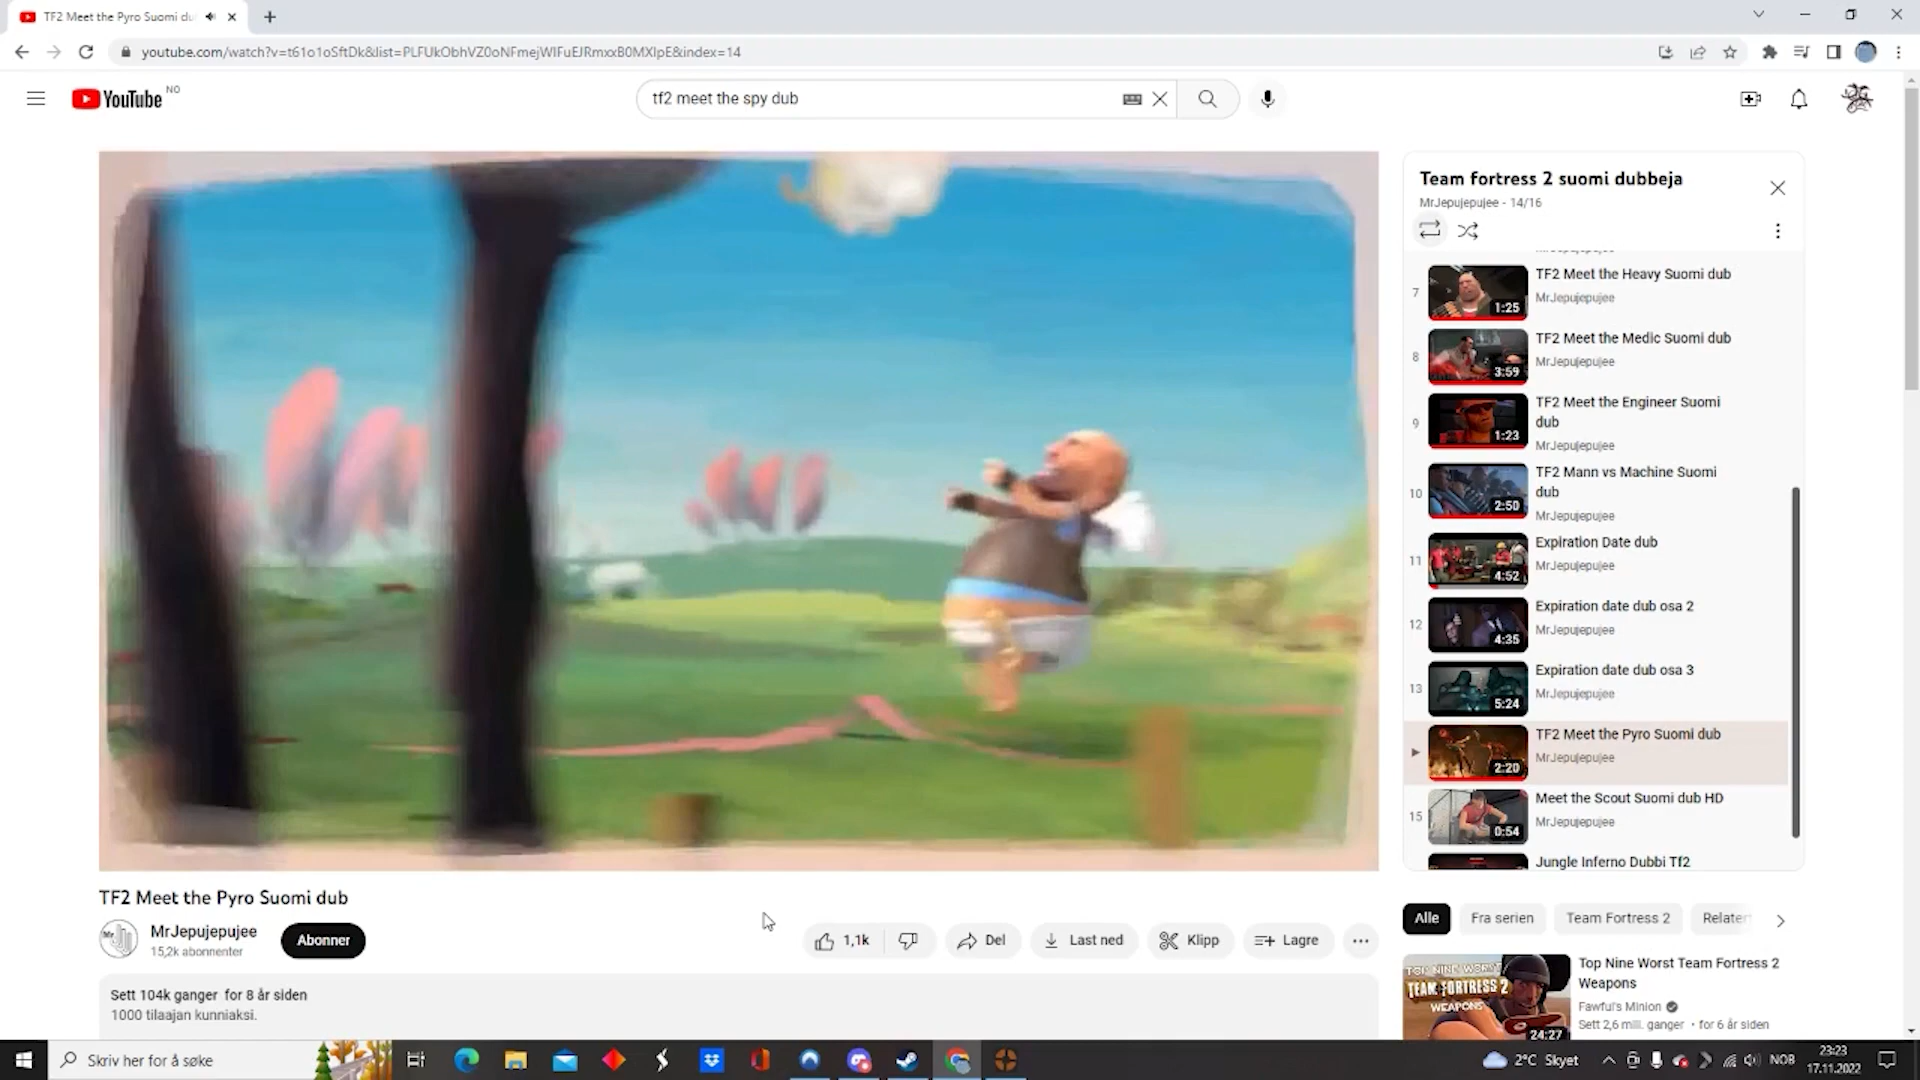 TF2 Meet the Pyro Suomi du
youtube.com/watch?v=t61o1oSftDk&list=PLFUkObhVZ0oNFmejWlFuEJRmxxB0MXlpE&index=14
YouTube NO
tf2 meet the spy dub
Team fortress 2 suomi dubbeja
MrJepujepujee - 14/16
7
TF2 Meet the Heavy Suomi dub
MrJepujepujee
1:25
8
TF2 Meet the Medic Suomi dub
MrJepujepujee
3:59
9
TF2 Meet the Engineer Suomi
dub
MrJepujepujee
1:23
10
TF2 Mann vs Machine Suomi
dub
MrJepujepujee
2:50
11
Expiration Date dub
MrJepujepujee
4:52
12
Expiration date dub osa 2
MrJepujepujee
4:35
13
Expiration date dub osa 3
MrJepujepujee
5:24
TF2 Meet the Pyro Suomi dub
MrJepujepujee
2:20
15
Meet the Scout Suomi dub HD
MrJepujepujee
0:54
Jungle Inferno Dubbi Tf2
TF2 Meet the Pyro Suomi dub
MrJepujepujee
15,2k abonnenter
Abonner
1,1k
Del
Last ned
Klipp
Lagre
Sett 104k ganger for 8 år siden
1000 tilaajan kunniaksi.
Alle
Fra serien
Team Fortress 2
Relater
TOP NINE WORST
TEAM FORTRESS 2
WEAPONS
24:27
Top Nine Worst Team Fortress 2
Weapons
Fawful's Minion
Sett 2,6 mill. ganger • for 6 år siden
Skriv her for å søke
2°C Skyet
NOB
23:23
17.11.2022